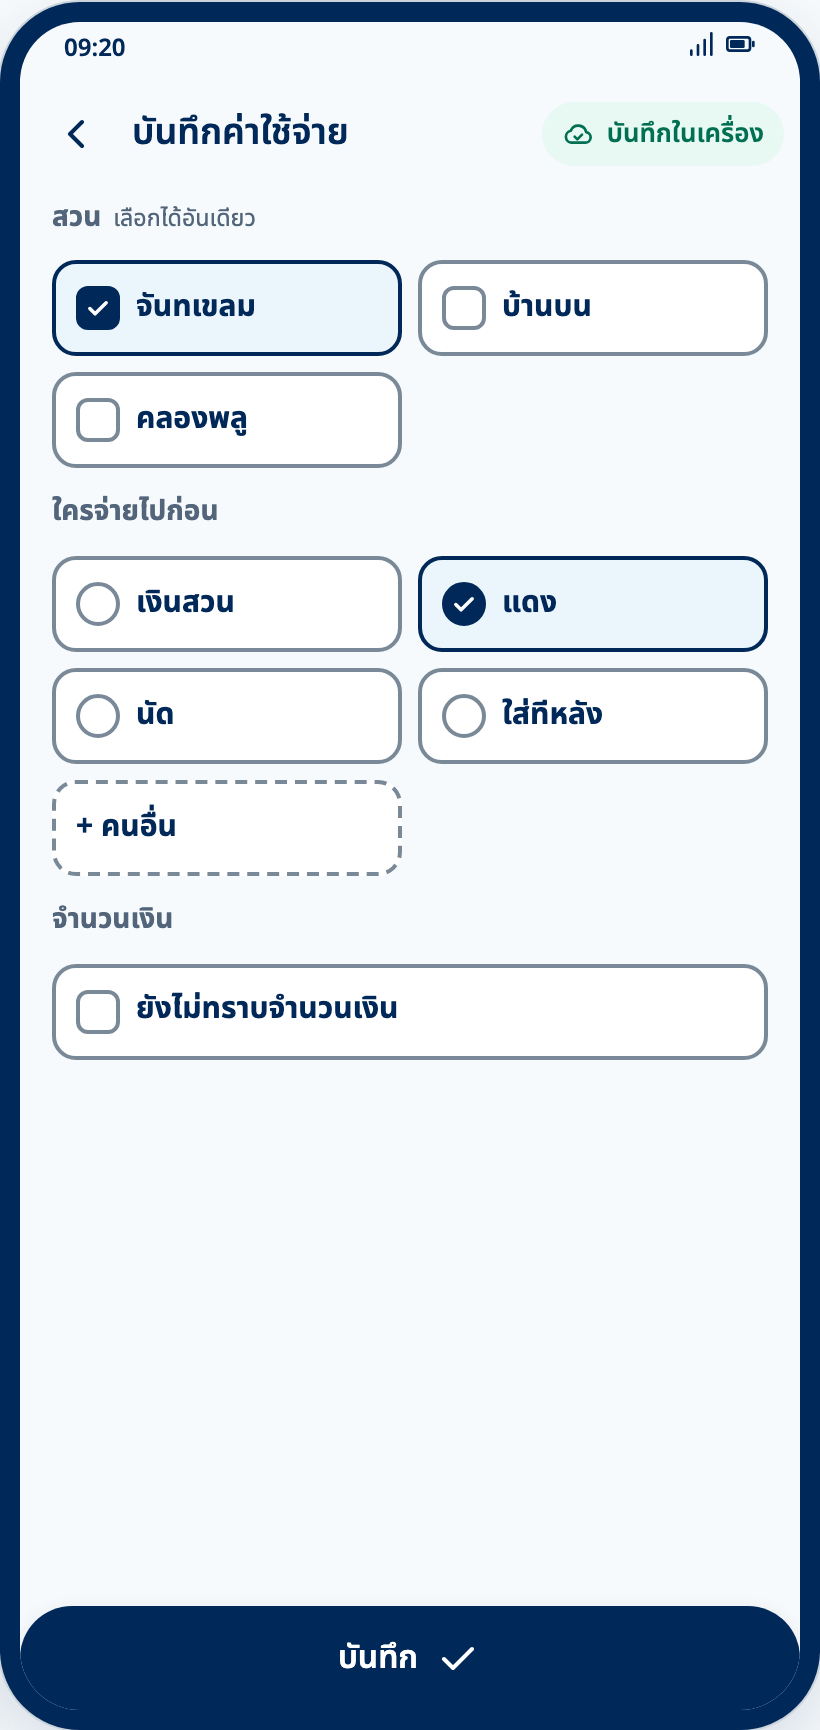 09:20
บันทึกค่าใช้จ่าย
บันทึกในเครื่อง
สวน เลือกได้อันเดียว
จันทเขลม
บ้านบน
คลองพลู
ใครจ่ายไปก่อน
เงินสวน
แดง
นัด
ใส่ทีหลัง
+ คนอื่น
จำนวนเงิน
ยังไม่ทราบจำนวนเงิน
บันทึก